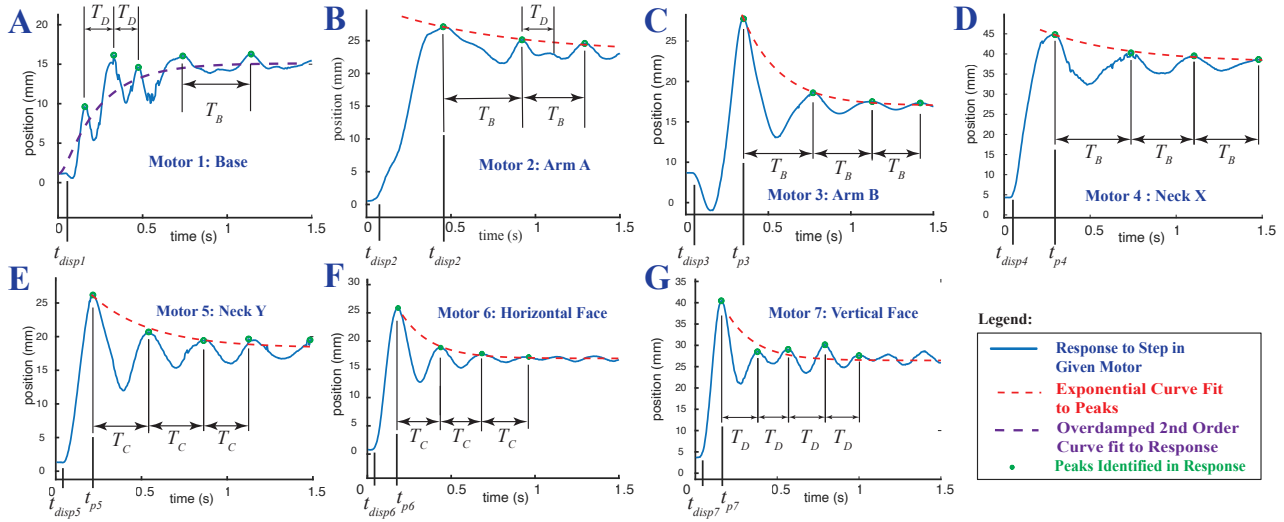 A
T_D
T_D
position (mm)
20
15
10
5
0
T_B
Motor 1: Base
0
0.5
1
1.5
time (s)
t_disp1
B
T_D
position (mm)
25
20
15
10
5
0
T_B
T_B
Motor 2: Arm A
0
0.5
1
1.5
time (s)
t_disp2
t_disp2
C
position (mm)
25
20
15
10
5
0
T_B
T_B
T_B
Motor 3: Arm B
0
0.5
1
1.5
time (s)
t_disp3
t_p3
D
position (mm)
45
40
35
30
25
20
15
10
5
0
T_B
T_B
T_B
Motor 4 : Neck X
0
0.5
1
1.5
time (s)
t_disp4
t_p4
E
Motor 5: Neck Y
position (mm)
25
20
15
10
5
0
T_C
T_C
T_C
0
0.5
1
1.5
time (s)
t_disp5
t_p5
F
Motor 6: Horizontal Face
position (mm)
30
25
20
15
10
5
0
T_C
T_C
T_C
0
0.5
1
1.5
time (s)
t_disp6
t_p6
G
Motor 7: Vertical Face
position (mm)
40
35
30
25
20
15
10
5
0
T_D
T_D
T_D
T_D
0
0.5
1
1.5
time (s)
t_disp7
t_p7
Legend:
Response to Step in
Given Motor
Exponential Curve Fit
to Peaks
Overdamped 2nd Order
Curve fit to Response
Peaks Identified in Response